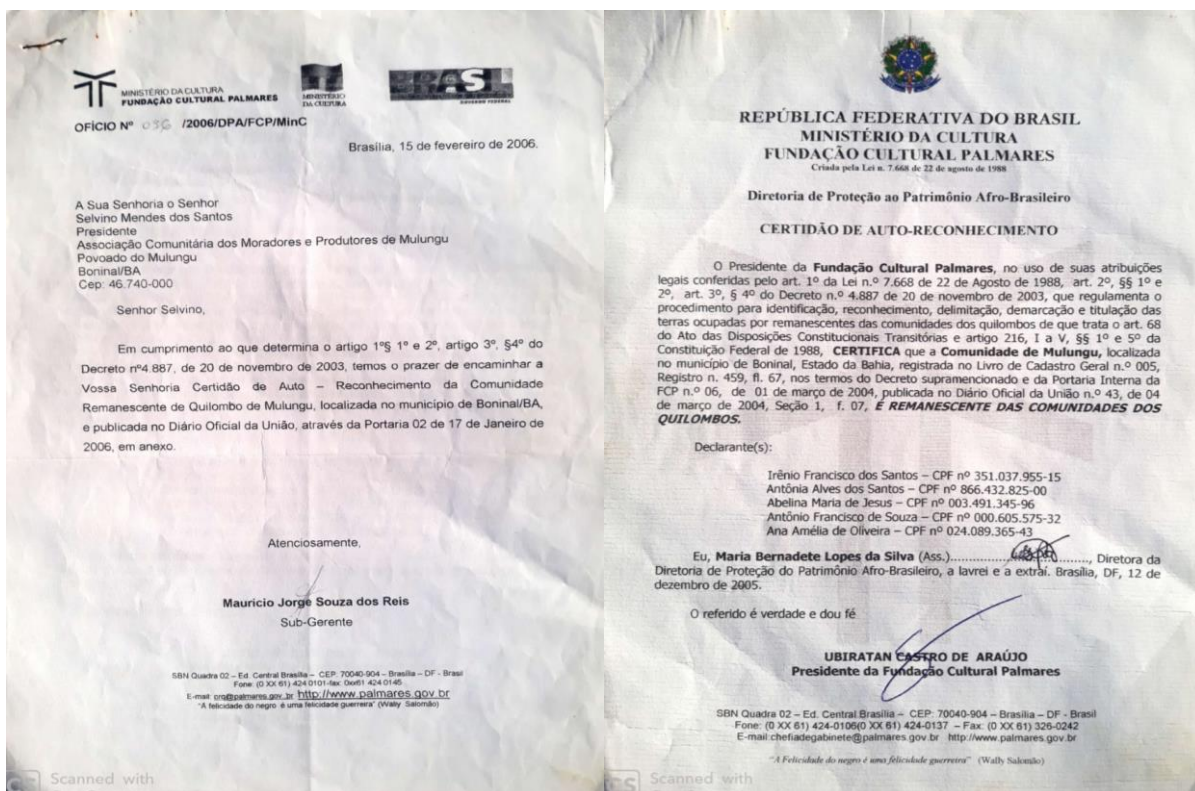 MINISTÉRIO DA CULTURA
FUNDAÇÃO CULTURAL PALMARES
MINISTÉRIO
DA CULTURA
BRASIL
GOVERNO FEDERAL
OFÍCIO Nº 036 /2006/DPA/FCP/MinC
Brasília, 15 de fevereiro de 2006.
A Sua Senhoria o Senhor
Selvino Mendes dos Santos
Presidente
Associação Comunitária dos Moradores e Produtores de Mulungu
Povoado do Mulungu
Boninal/BA
Cep: 46.740-000
Senhor Selvino,
Em cumprimento ao que determina o artigo 1º§ 1º e 2º, artigo 3º, §4º do
Decreto nº4.887, de 20 de novembro de 2003, temos o prazer de encaminhar a
Vossa Senhoria Certidão de Auto – Reconhecimento da Comunidade
Remanescente de Quilombo de Mulungu, localizada no município de Boninal/BA,
e publicada no Diário Oficial da União, através da Portaria 02 de 17 de Janeiro de
2006, em anexo.
Atenciosamente,
Mauricio Jorge Souza dos Reis
Sub-Gerente
SBN Quadra 02 – Ed. Central Brasília – CEP: 70040-904 – Brasília – DF - Brasil
Fone: (0 XX 61) 424 0101-fax: 424 0145
E-mail: http://www.palmares.gov.br
"A felicidade do negro é uma felicidade guerreira" (Wally Salomão)
Scanned with
REPÚBLICA FEDERATIVA DO BRASIL
MINISTÉRIO DA CULTURA
FUNDAÇÃO CULTURAL PALMARES
Criada pela Lei n. 7.668 de 22 de agosto de 1988
Diretoria de Proteção ao Patrimônio Afro-Brasileiro
CERTIDÃO DE AUTO-RECONHECIMENTO
O Presidente da Fundação Cultural Palmares, no uso de suas atribuições
legais conferidas pelo art. 1º da Lei n.º 7.668 de 22 de Agosto de 1988, art. 2º, §§ 1º e
2º, art. 3º, § 4º do Decreto n.º 4.887 de 20 de novembro de 2003, que regulamenta o
procedimento para identificação, reconhecimento, delimitação, demarcação e titulação das
terras ocupadas por remanescentes das comunidades dos quilombos de que trata o art. 68
do Ato das Disposições Constitucionais Transitórias e artigo 216, I a V, §§ 1º e 5º da
Constituição Federal de 1988, CERTIFICA que a Comunidade de Mulungu, localizada
no município de Boninal, Estado da Bahia, registrada no Livro de Cadastro Geral n.º 005,
Registro n. 459, fl. 67, nos termos do Decreto supramencionado e da Portaria Interna da
FCP n.º 06, de 01 de março de 2004, publicada no Diário Oficial da União n.º 43, de 04
de março de 2004, Seção 1, f. 07, É REMANESCENTE DAS COMUNIDADES DOS
QUILOMBOS.
Declarante(s):
Irênio Francisco dos Santos – CPF nº 351.037.955-15
Antônia Alves dos Santos – CPF nº 866.432.825-00
Abelina Maria de Jesus – CPF nº 003.491.345-96
Antônio Francisco de Souza – CPF nº 000.605.575-32
Ana Amélia de Oliveira – CPF nº 024.089.365-43
Eu, Maria Bernadete Lopes da Silva (Ass.)............................, Diretora da
Diretoria de Proteção do Patrimônio Afro-Brasileiro, a lavrei e a extraí. Brasília, DF, 12 de
dezembro de 2005.
O referido é verdade e dou fé
UBIRATAN CASTRO DE ARAÚJO
Presidente da Fundação Cultural Palmares
SBN Quadra 02 – Ed. Central Brasília – CEP: 70040-904 – Brasília – DF - Brasil
Fone: (0 XX 61) 424-0106(0 XX 61) 424-0137 – Fax: (0 XX 61) 326-0242
E-mail:chefiadegabinete@palmares.gov.br http://www.palmares.gov.br
"A Felicidade do negro é uma felicidade guerreira" (Wally Salomão)
CS Scanned with